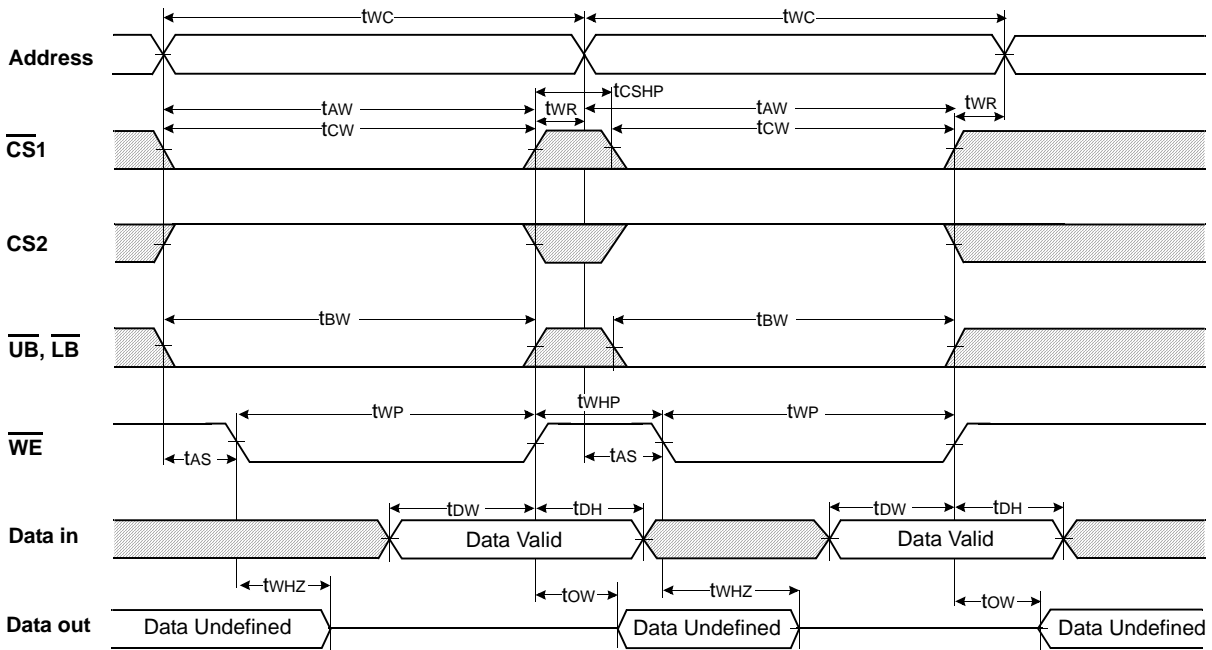 tWC tWC
Address
tCSHP
tAW tWR tAW tWR
tCW tCW
CS1
CS2
tBW tBW
UB, LB
tWP tWHP tWP
WE
tAS tAS
tDW tDH tDW tDH
Data in Data Valid Data Valid
tWHZ tOW tWHZ tOW
Data out Data Undefined Data Undefined Data Undefined